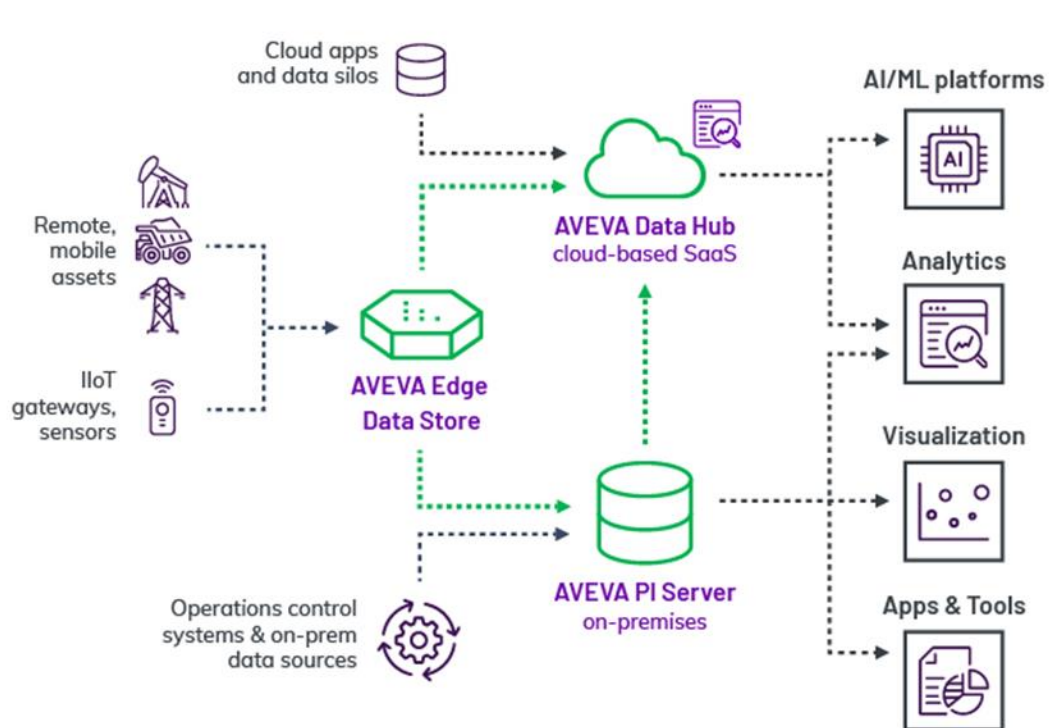 Cloud apps
and data silos
AI/ML platforms
AI
Remote,
mobile
assets
AVEVA Data Hub
cloud-based SaaS
Analytics
IIoT
gateways,
sensors
AVEVA Edge
Data Store
Visualization
Operations control
systems & on-prem
data sources
AVEVA PI Server
on-premises
Apps & Tools